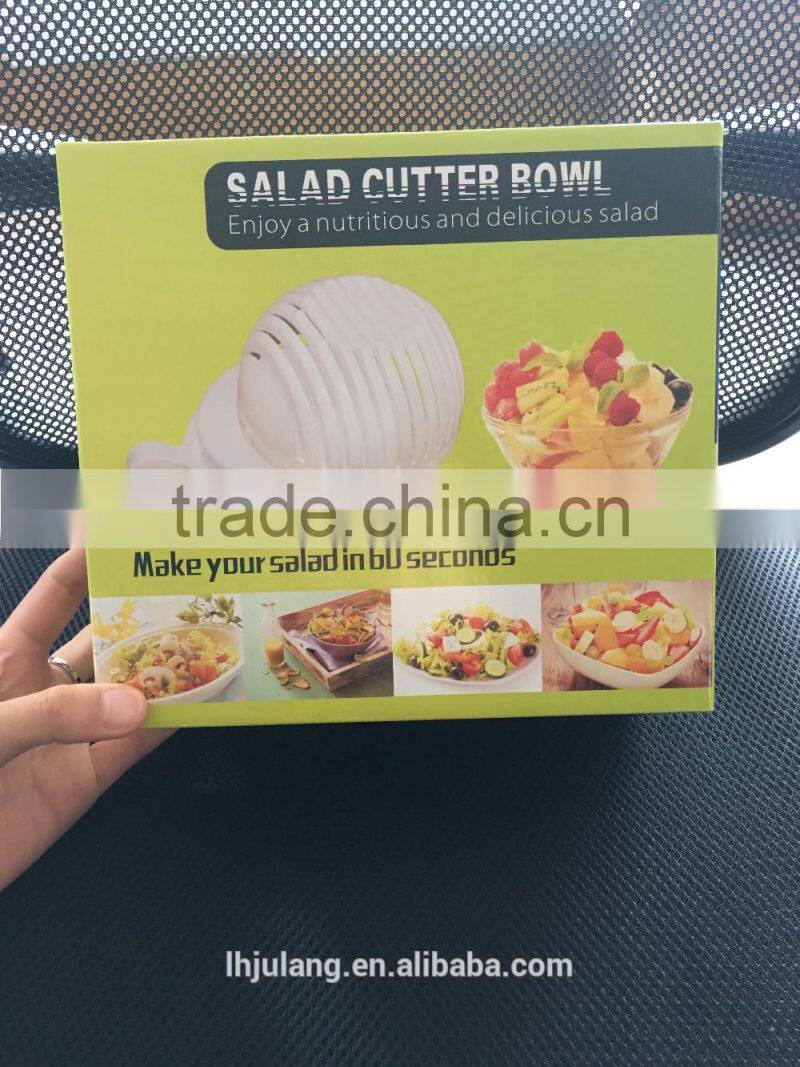 SALAD CUTTER BOWL
Enjoy a nutritious and delicious salad
trade.china.cn
Make your salad in 60 seconds
lhjulang.en.alibaba.com